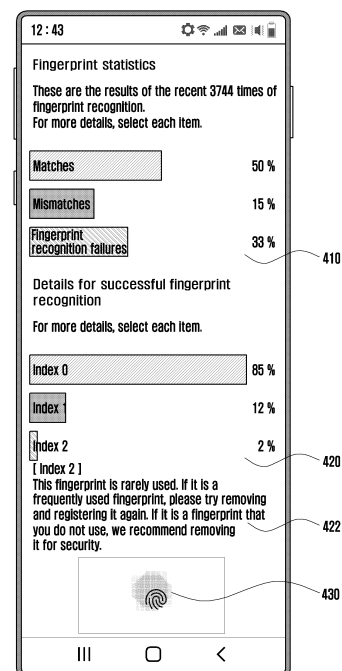 12:43
Fingerprint statistics
These are the results of the recent 3744 times of
fingerprint recognition.
For more details, select each item.
Matches 50 %
Mismatches 15 %
Fingerprint
recognition failures 33 %
410
Details for successful fingerprint
recognition
For more details, select each item.
Index 0 85 %
Index 1 12 %
Index 2 2 %
420
[ Index 2 ]
This fingerprint is rarely used. If it is a
frequently used fingerprint, please try removing
and registering it again. If it is a fingerprint that
you do not use, we recommend removing
it for security.
422
430